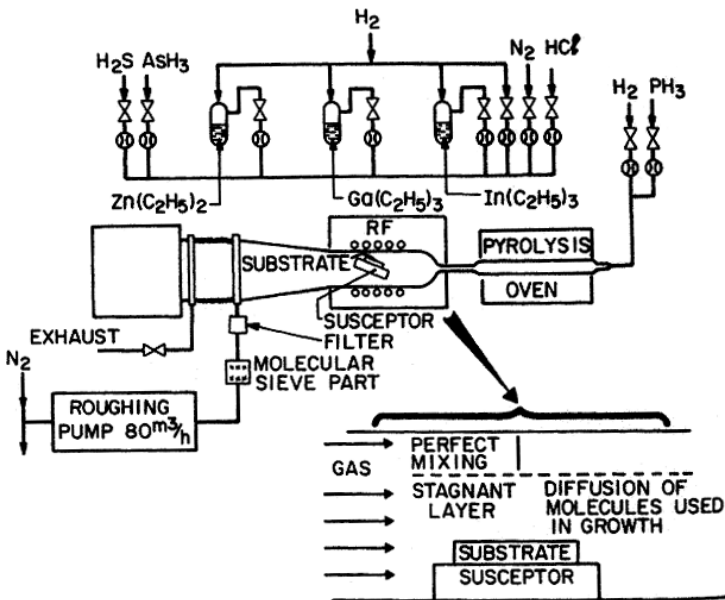 H2
H2S AsH3
N2 HCl
H2 PH3
Zn(C2H5)2
Ga(C2H5)3
In(C2H5)3
RF
SUBSTRATE
PYROLYSIS
OVEN
SUSCEPTOR
EXHAUST
FILTER
N2
MOLECULAR
SIEVE PART
ROUGHING
PUMP 80m3/h
GAS
PERFECT
MIXING
STAGNANT
LAYER
DIFFUSION OF
MOLECULES USED
IN GROWTH
SUBSTRATE
SUSCEPTOR